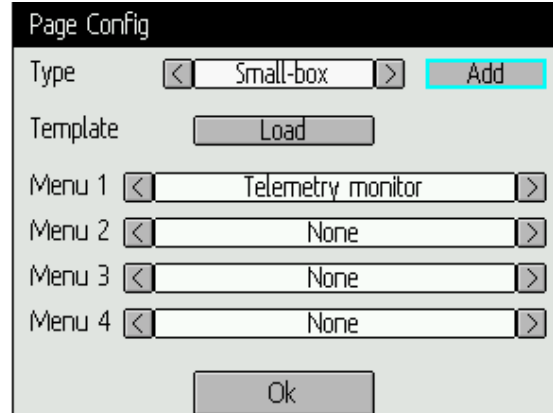 Page Config
Type < Small-box > Add
Template Load
Menu 1 < Telemetry monitor >
Menu 2 < None >
Menu 3 < None >
Menu 4 < None >
Ok